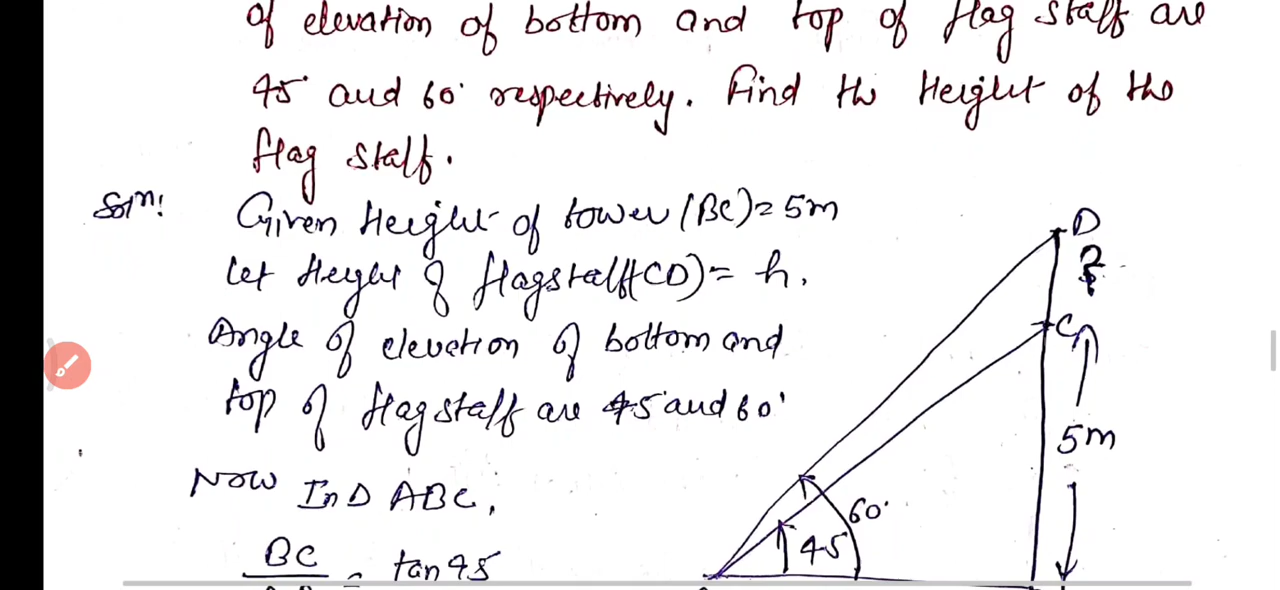 of elevation of bottom and top of flag staff are
45° and 60° respectively. Find the Height of the
flag staff.
Soln: Given Height of tower (BC) = 5m
Let Height of flagstaff (CD) = h.
Angle of elevation of bottom and
top of flagstaff are 45° and 60°
Now In Δ ABC,
BC = tan 45
D
?
C
5m
60°
45